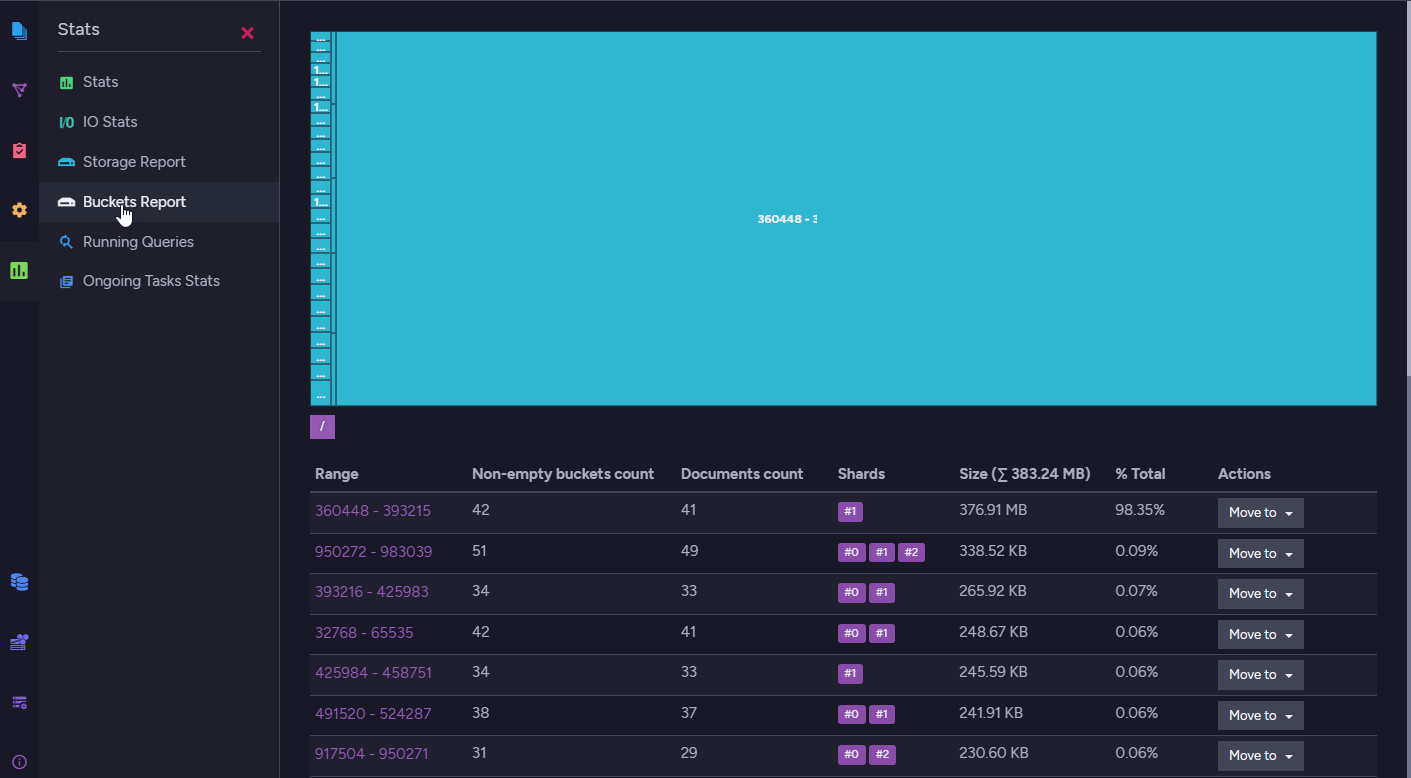 Stats
Stats
I/O IO Stats
Storage Report
Buckets Report
Running Queries
Ongoing Tasks Stats
...
...
...
1...
1...
...
1...
...
...
...
...
...
1...
...
...
...
...
...
...
...
...
...
...
...
...
360448 - 3
/
Range Non-empty buckets count Documents count Shards Size (∑ 383.24 MB) % Total Actions
360448 - 393215 42 41 #1 376.91 MB 98.35% Move to
950272 - 983039 51 49 #0 #1 #2 338.52 KB 0.09% Move to
393216 - 425983 34 33 #0 #1 265.92 KB 0.07% Move to
32768 - 65535 42 41 #0 #1 248.67 KB 0.06% Move to
425984 - 458751 34 33 #1 245.59 KB 0.06% Move to
491520 - 524287 38 37 #0 #1 241.91 KB 0.06% Move to
917504 - 950271 31 29 #0 #2 230.60 KB 0.06% Move to